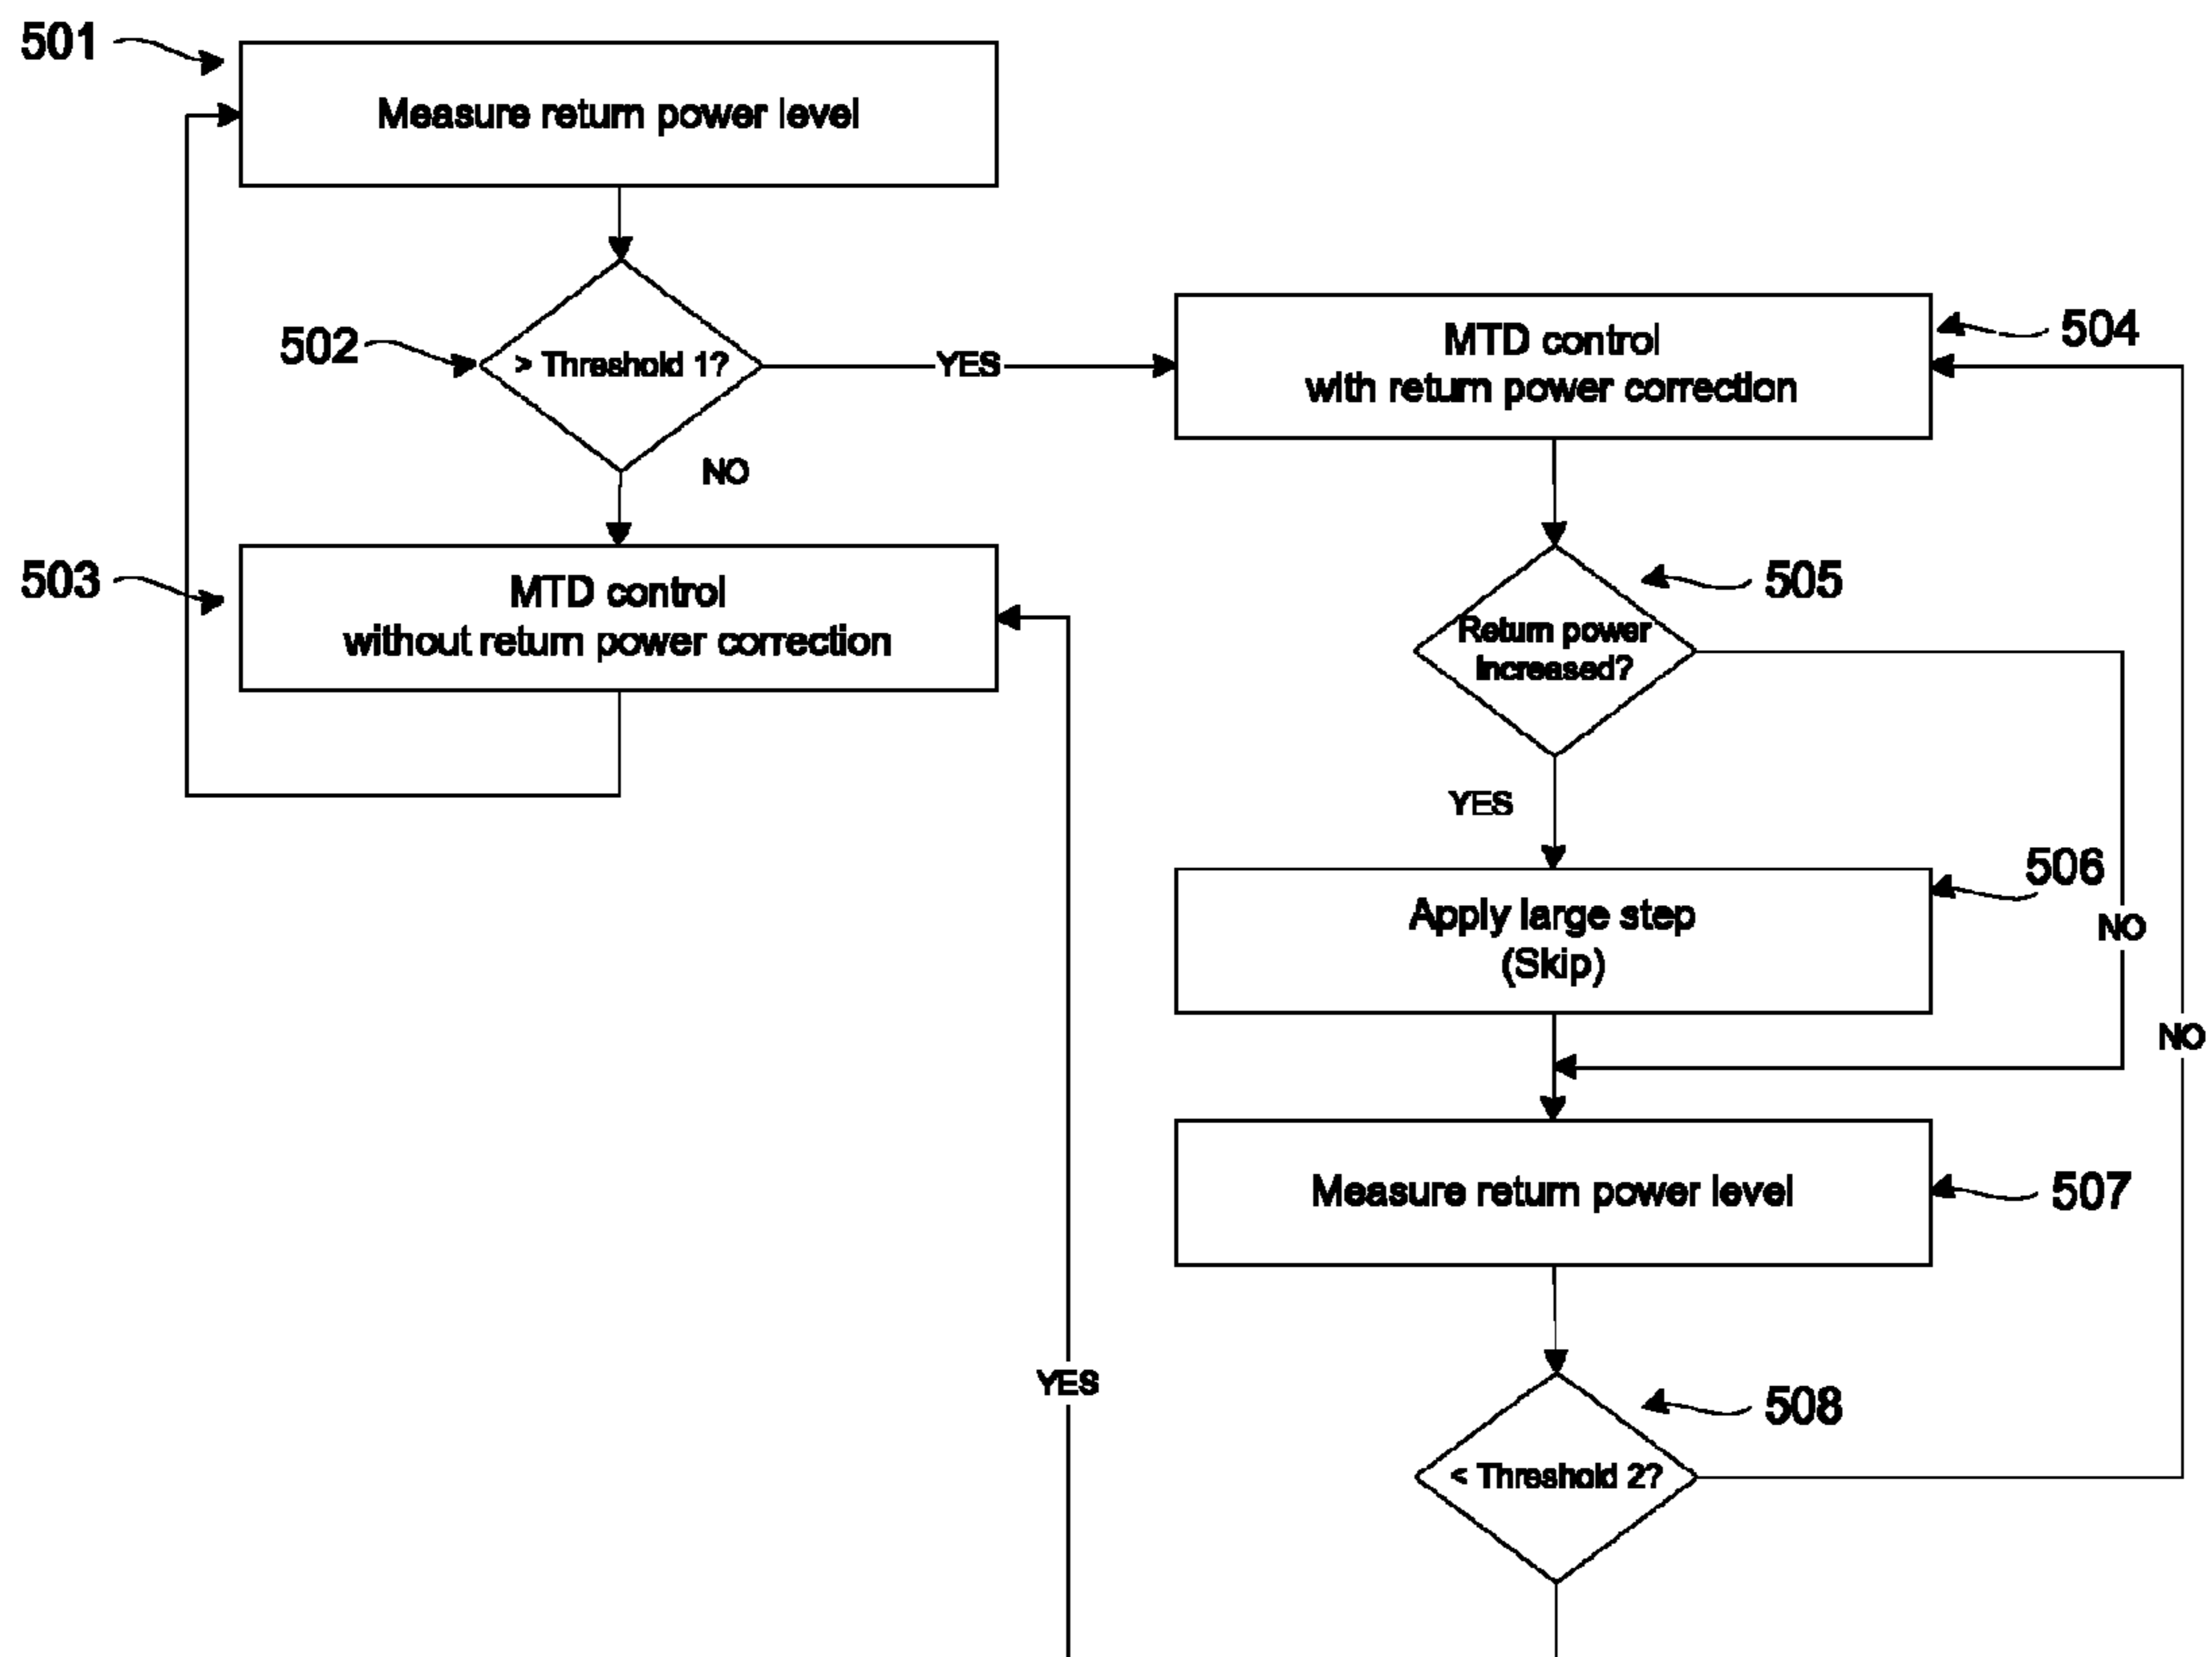 501
Measure return power level
502
> Threshold 1?
YES
NO
503
MTD control
without return power correction
504
MTD control
with return power correction
505
Return power
increased?
YES
NO
506
Apply large step
(Skip)
507
Measure return power level
NO
508
< Threshold 2?
YES